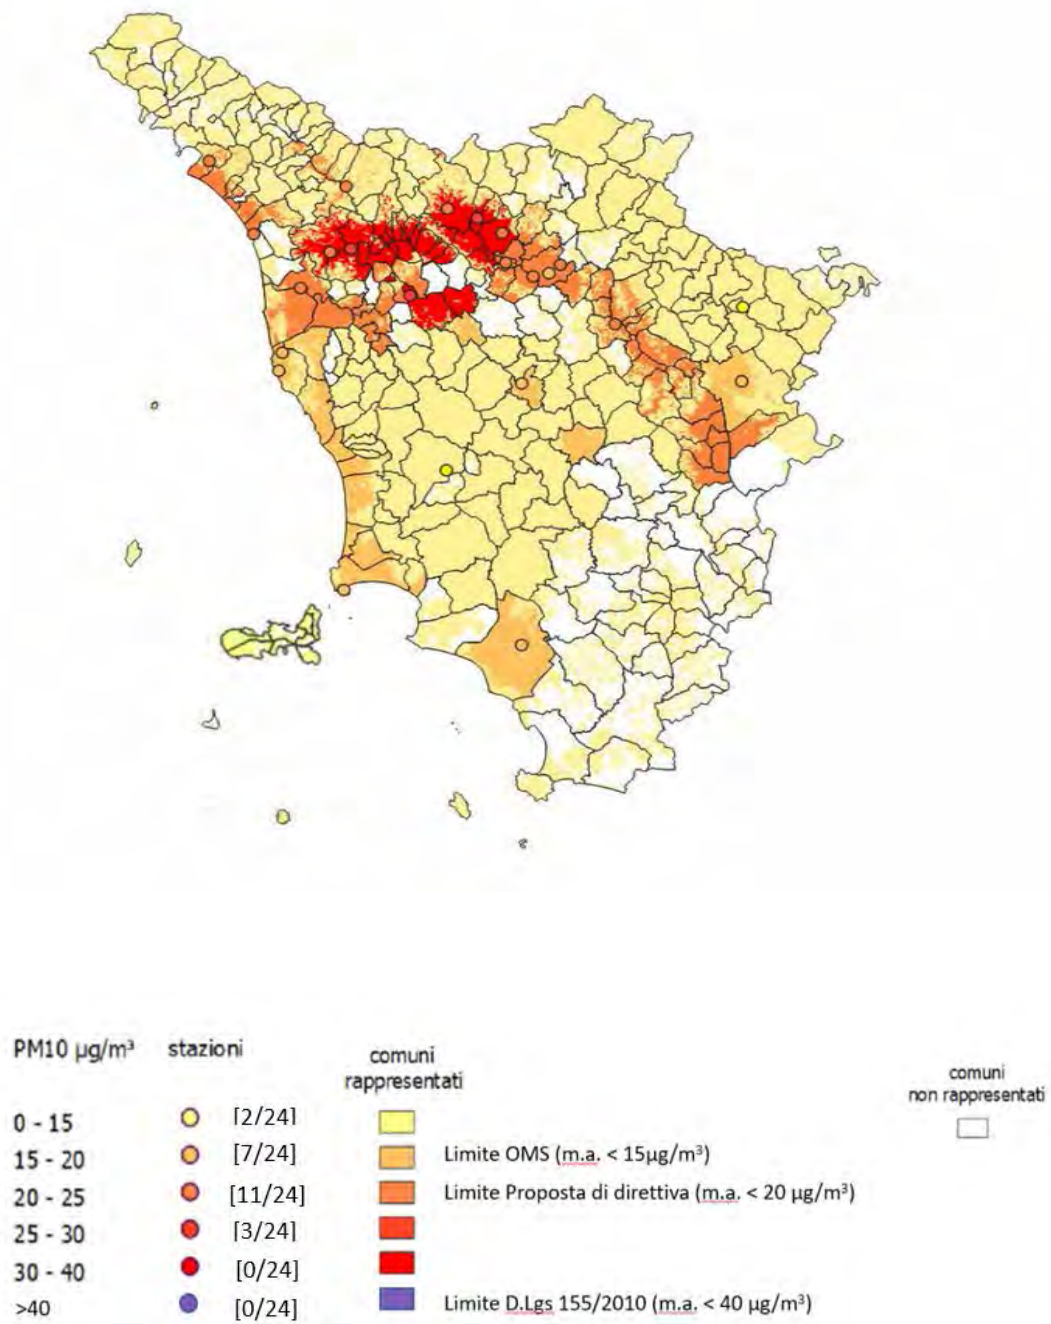 PM10 µg/m³ stazioni comuni rappresentati comuni non rappresentati
0 - 15 [2/24]
15 - 20 [7/24] Limite OMS (m.a. < 15µg/m³)
20 - 25 [11/24] Limite Proposta di direttiva (m.a. < 20 µg/m³)
25 - 30 [3/24]
30 - 40 [0/24]
>40 [0/24] Limite D.Lgs 155/2010 (m.a. < 40 µg/m³)